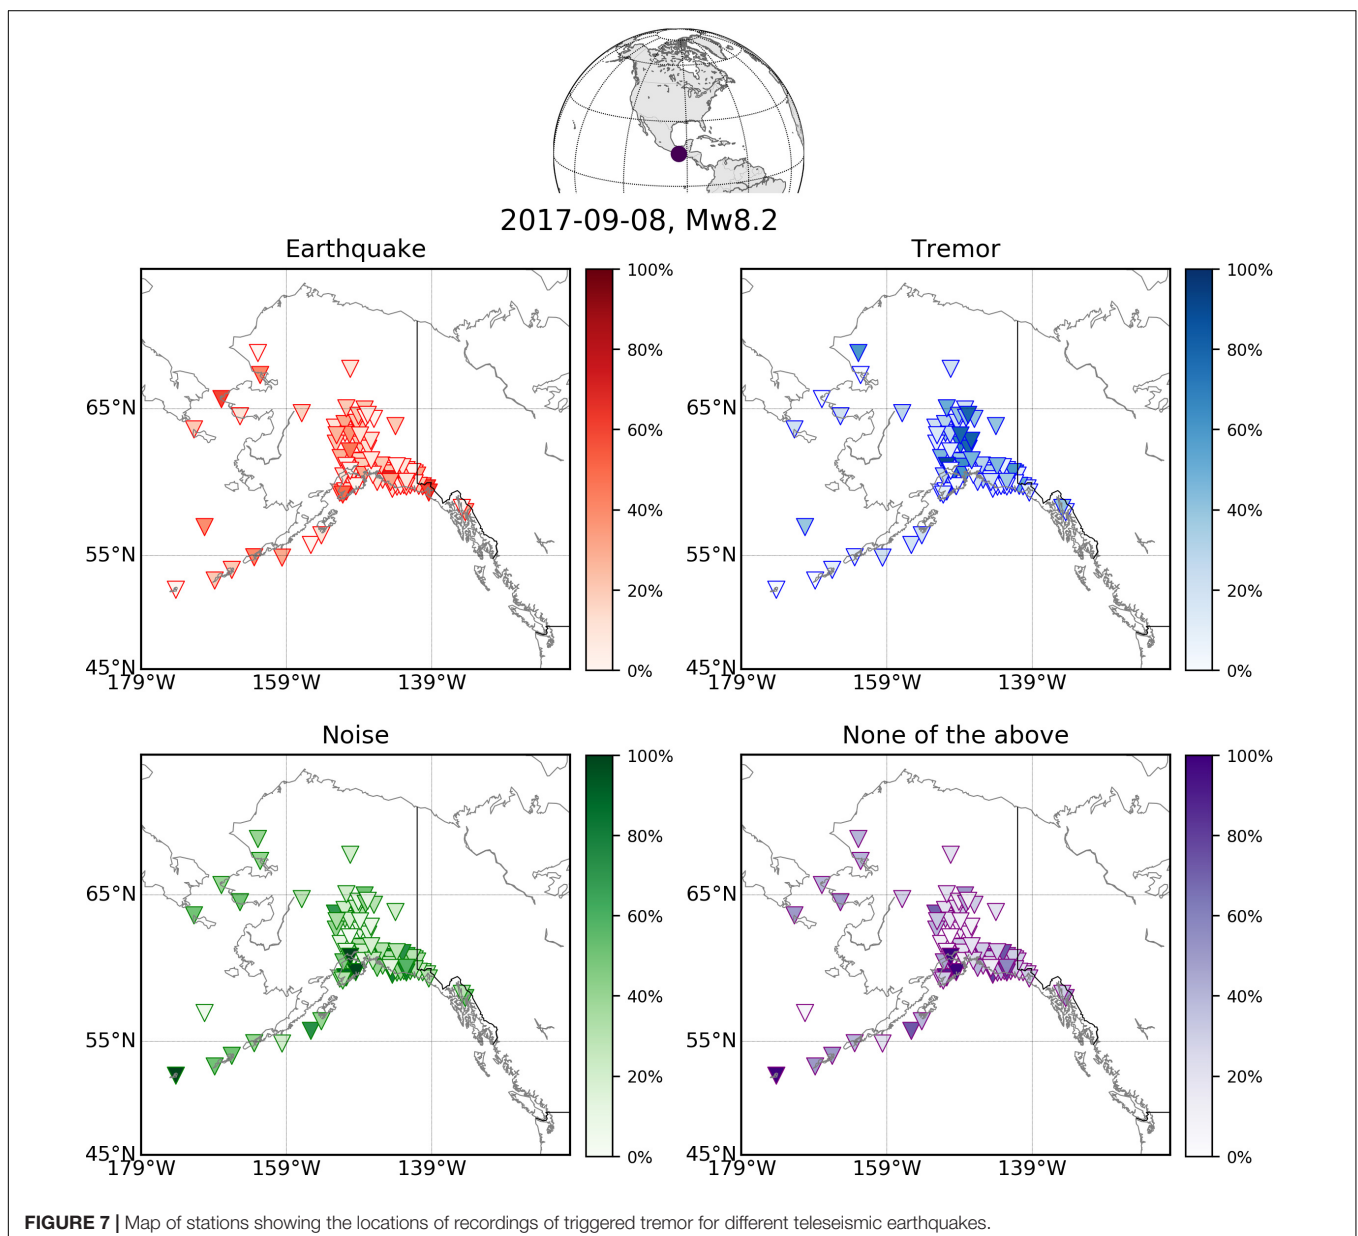 2017-09-08, Mw8.2
Earthquake
Tremor
100%
80%
60%
40%
20%
0%
65°N
55°N
45°N
179°W
159°W
139°W
100%
80%
60%
40%
20%
0%
65°N
55°N
45°N
179°W
159°W
139°W
Noise
None of the above
100%
80%
60%
40%
20%
0%
65°N
55°N
45°N
179°W
159°W
139°W
100%
80%
60%
40%
20%
0%
65°N
55°N
45°N
179°W
159°W
139°W
FIGURE 7 | Map of stations showing the locations of recordings of triggered tremor for different teleseismic earthquakes.